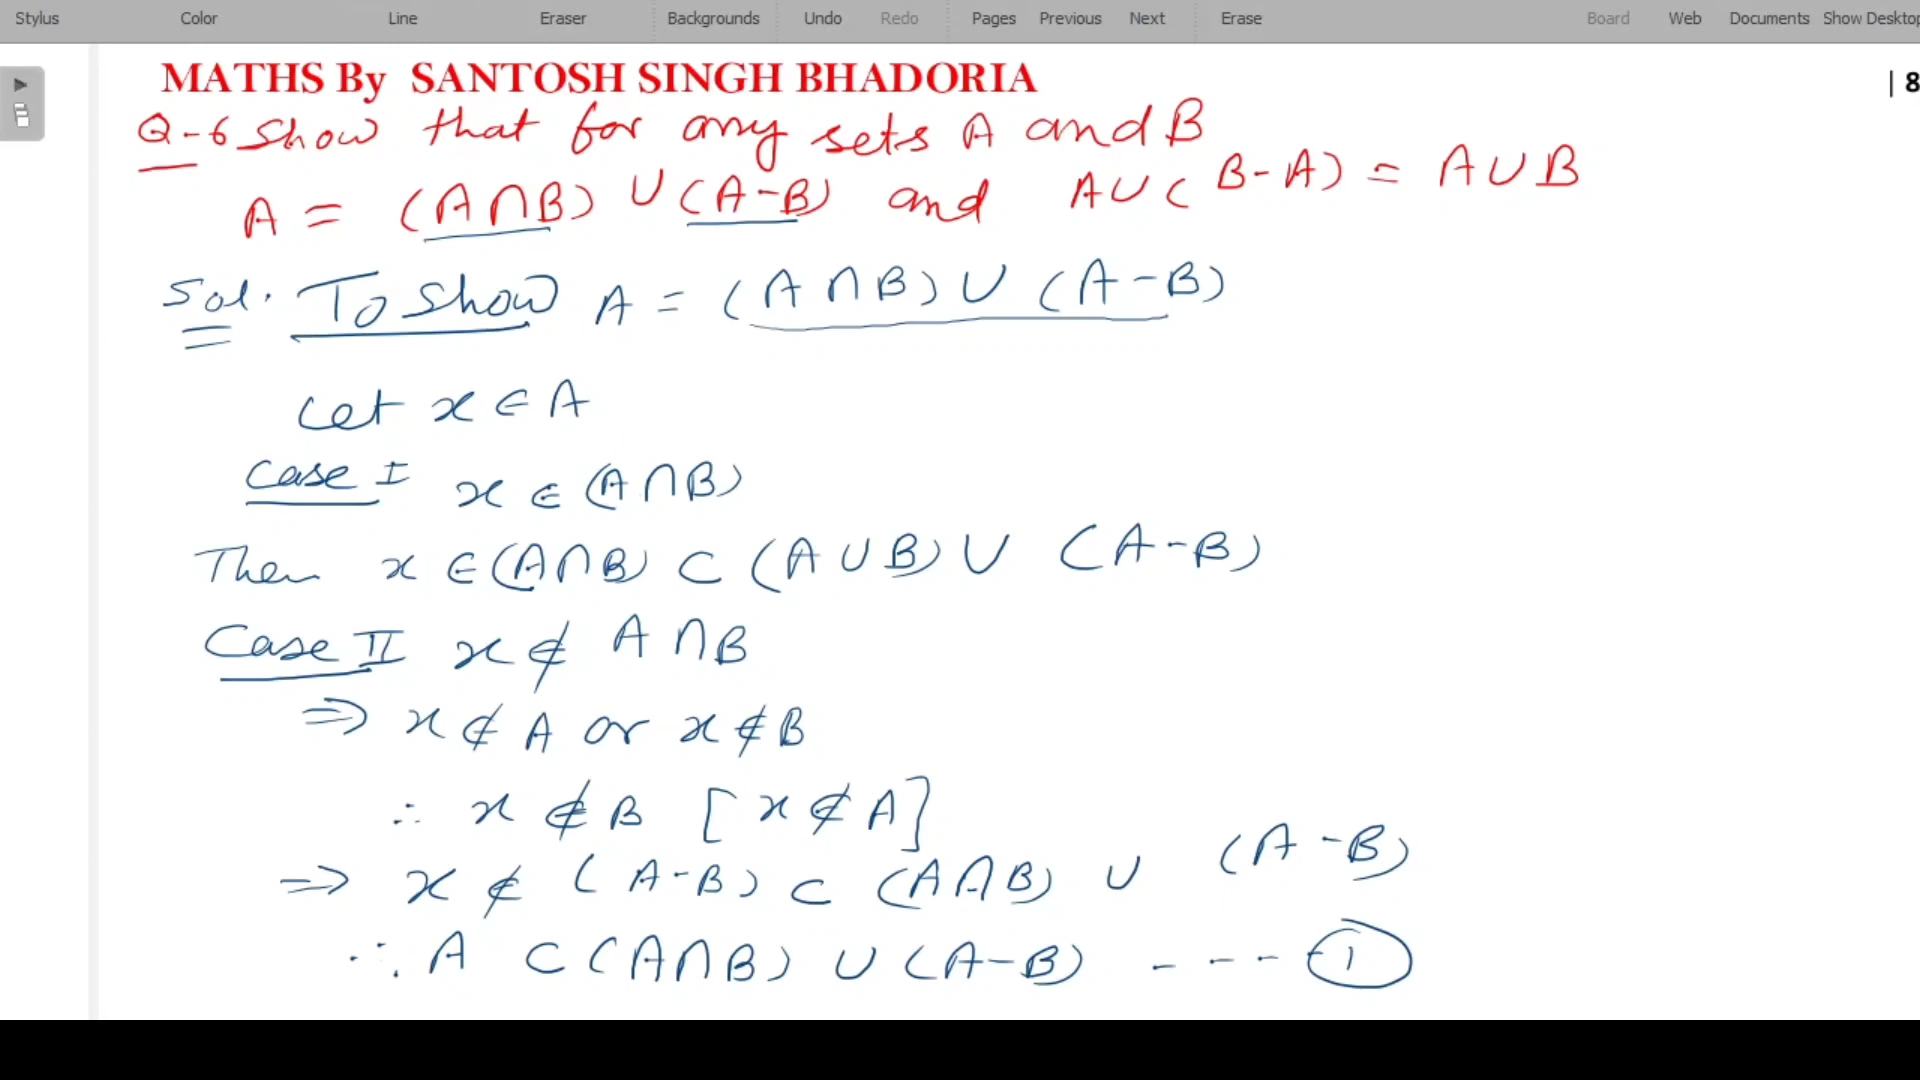 Stylus Color Line Eraser Backgrounds Undo Redo Pages Previous Next Erase Board Web Documents Show Desktop
MATHS By SANTOSH SINGH BHADORIA | 8
Q-6 Show that for any sets A and B
A = (A∩B) ∪ (A-B) and A∪(B-A) = A∪B
Sol. To Show A = (A∩B) ∪ (A-B)
Let x ∈ A
Case I x ∈ (A∩B)
Then x ∈ (A∩B) ⊂ (A∪B) ∪ (A-B)
Case II x ∉ A∩B
⇒ x ∉ A or x ∉ B
∴ x ∉ B [x ∉ A]
⇒ x ∉ (A-B) ⊂ (A∩B) ∪ (A-B)
∴ A ⊂ (A∩B) ∪ (A-B) ---- 1